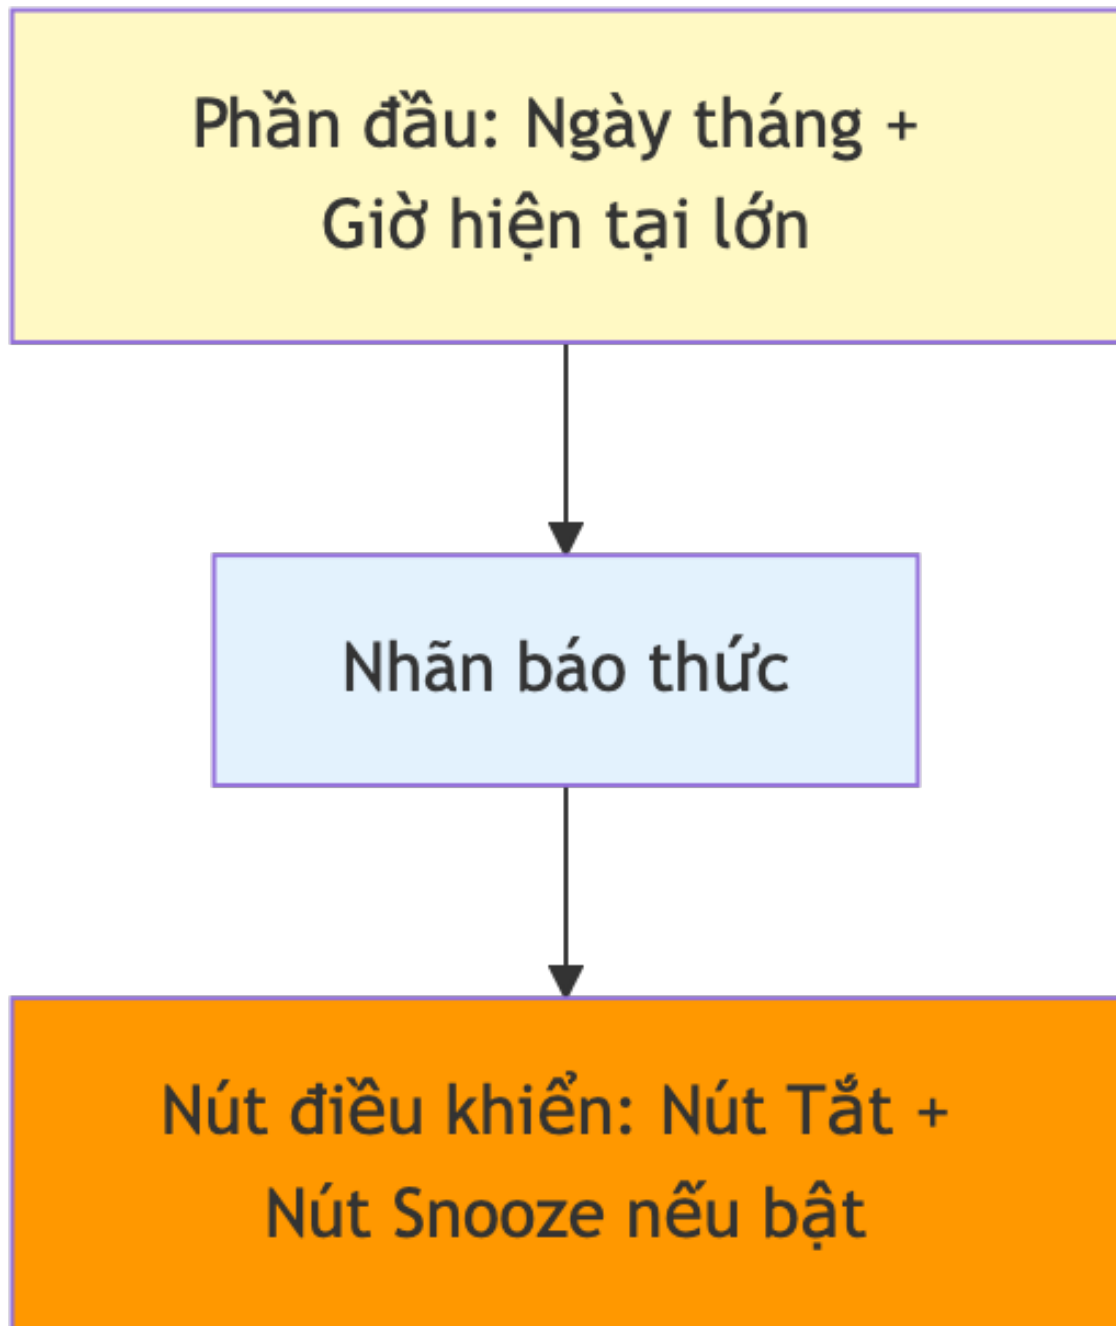 Phần đầu: Ngày tháng +
Giờ hiện tại lớn
Nhãn báo thức
Nút điều khiển: Nút Tắt +
Nút Snooze nếu bật